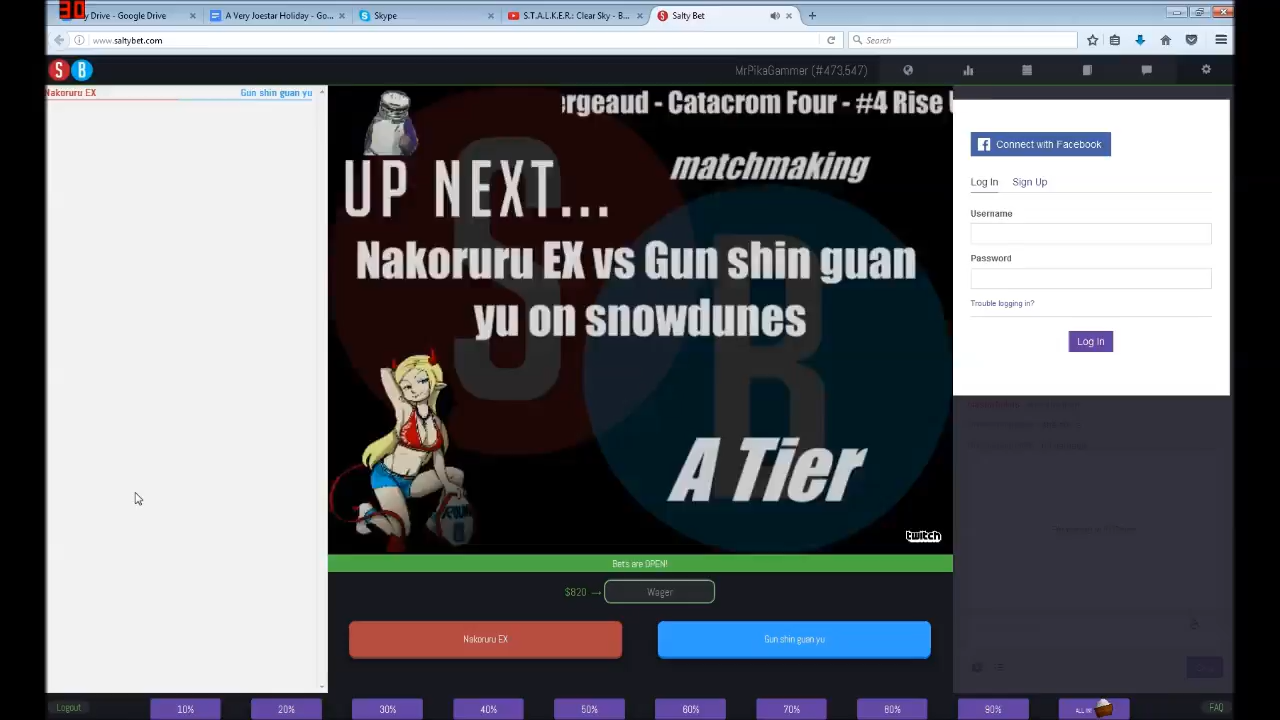 30
y Drive - Google Drive
A Very Joestar Holiday - Go...
Skype
S.T.A.L.K.E.R.: Clear Sky - B...
Salty Bet
www.saltybet.com
Search
S B
MrPikaGammer (#473,547)
Nakoruru EX
Gun shin guan yu
ergeaud - Catacrom Four - #4 Rise
matchmaking
UP NEXT...
Nakoruru EX vs Gun shin guan
yu on snowdunes
A Tier
twitch
Connect with Facebook
Log In
Sign Up
Username
Password
Trouble logging in?
Log In
Bets are OPEN!
$820 →
Wager
Nakoruru EX
Gun shin guan yu
Logout
10%
20%
30%
40%
50%
60%
70%
80%
90%
ALL IN!
FAQ